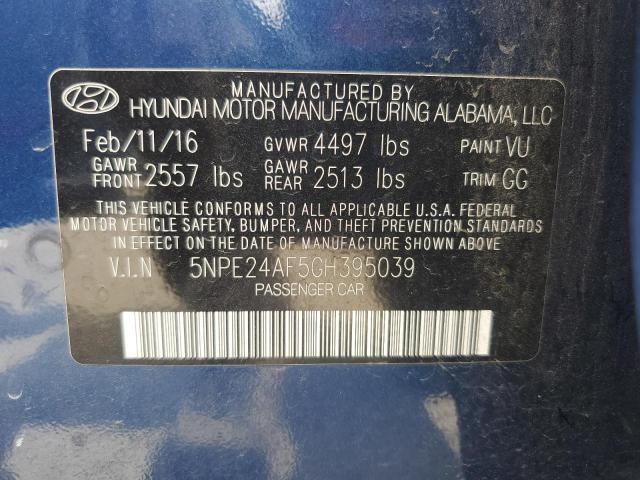 MANUFACTURED BY
HYUNDAI MOTOR MANUFACTURING ALABAMA, LLC
Feb/11/16 GVWR 4497 lbs PAINT VU
GAWR FRONT 2557 lbs GAWR REAR 2513 lbs TRIM GG
THIS VEHICLE CONFORMS TO ALL APPLICABLE U.S.A. FEDERAL
MOTOR VEHICLE SAFETY, BUMPER, AND THEFT PREVENTION STANDARDS
IN EFFECT ON THE DATE OF MANUFACTURE SHOWN ABOVE.
V.I.N 5NPE24AF5GH395039
PASSENGER CAR